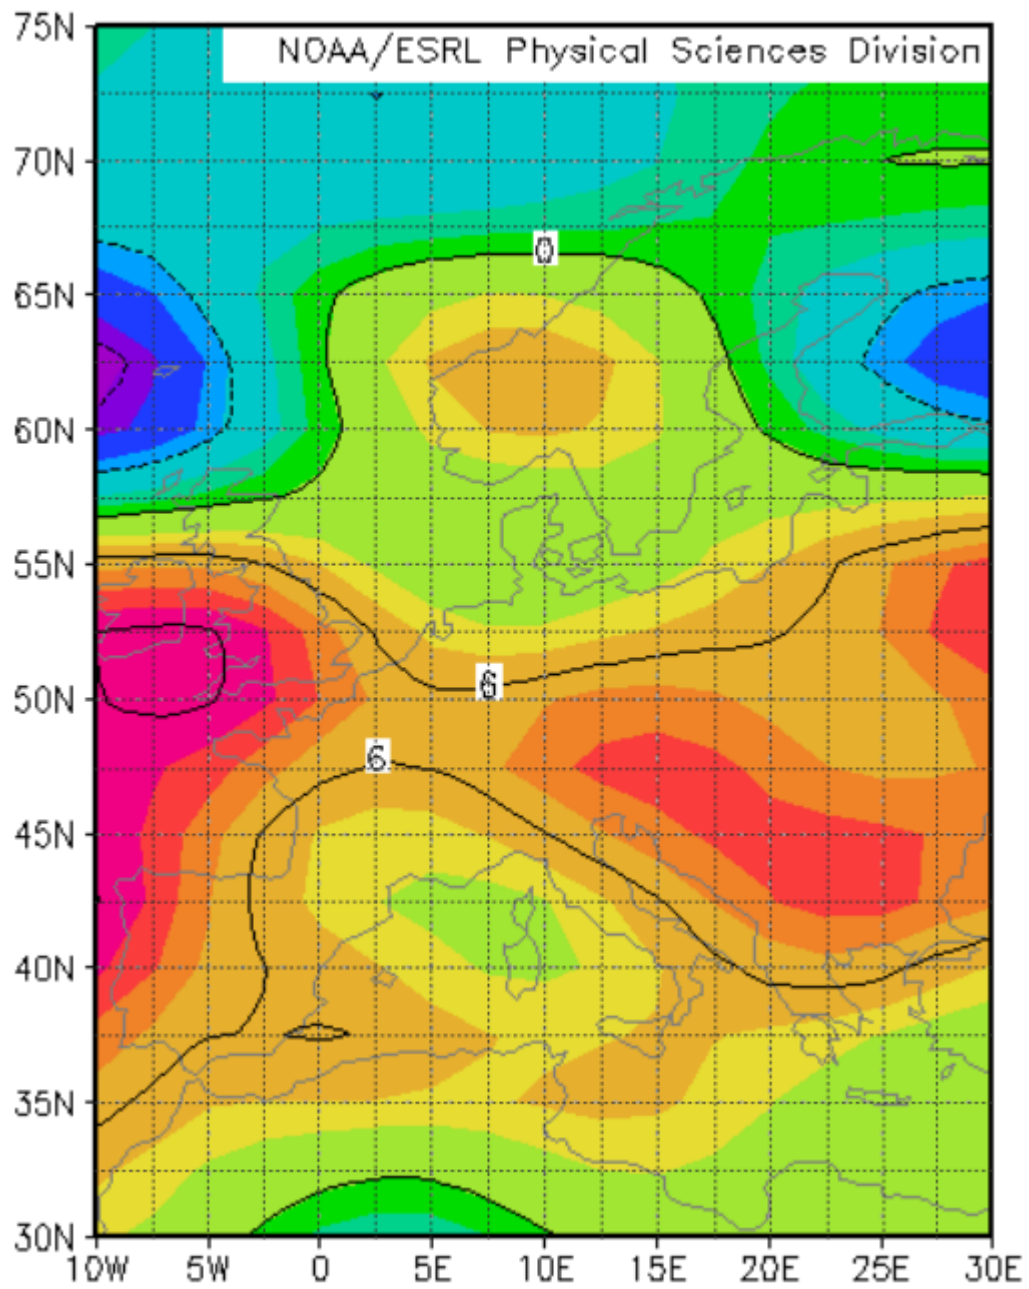 75N
NOAA/ESRL Physical Sciences Division
70N
0
65N
60N
55N
6
50N
6
45N
40N
35N
30N
10W 5W 0 5E 10E 15E 20E 25E 30E